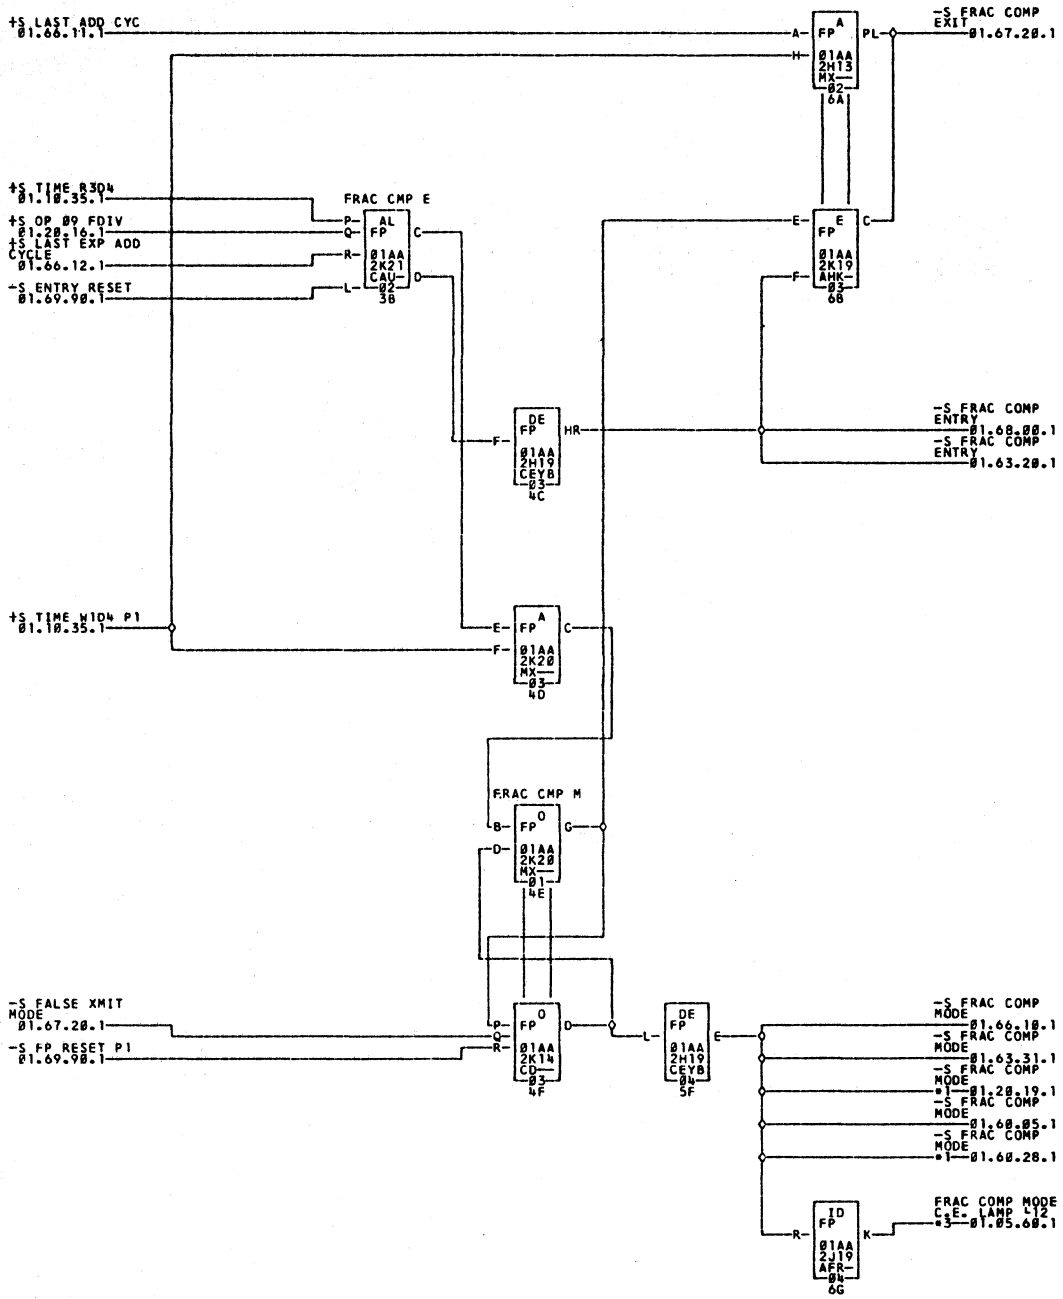 +S LAST ADD CYC
01.66.11.1
A
FP
A
PL
H
01AA
2H13
MX
02
6A
-S FRAC COMP
EXIT
01.67.20.1
+S TIME R3D4
01.10.35.1
+S OP 09 FDIV
01.20.16.1
+S LAST EXP ADD
CYCLE
01.66.12.1
-S ENTRY RESET
01.69.90.1
FRAC CMP E
P
AL
Q
FP
C
R
01AA
2K21
CAU
D
L
02
3B
E
E
FP
C
01AA
2K19
F
AHK
03
6B
DE
FP
HR
F
01AA
2H19
CEYB
03
4C
-S FRAC COMP
ENTRY
01.68.00.1
-S FRAC COMP
ENTRY
01.63.20.1
+S TIME W1D4 P1
01.10.35.1
E
FP
A
C
F
01AA
2K20
MX
03
4D
FRAC CMP M
B
FP
O
G
D
01AA
2K20
MX
01
4E
-S FALSE XMIT
MODE
01.67.20.1
-S FP RESET P1
01.69.90.1
P
FP
O
D
Q
R
01AA
2K14
CD
03
4F
DE
FP
L
E
01AA
2H19
CEYB
04
5F
-S FRAC COMP
MODE
01.66.10.1
-S FRAC COMP
MODE
01.63.31.1
-S FRAC COMP
MODE
*1 01.20.19.1
-S FRAC COMP
MODE
01.60.05.1
-S FRAC COMP
MODE
*1 01.60.28.1
ID
FP
R
K
01AA
2J19
AFR
04
6G
FRAC COMP MODE
C.E. LAMP L12
*3 01.05.60.1